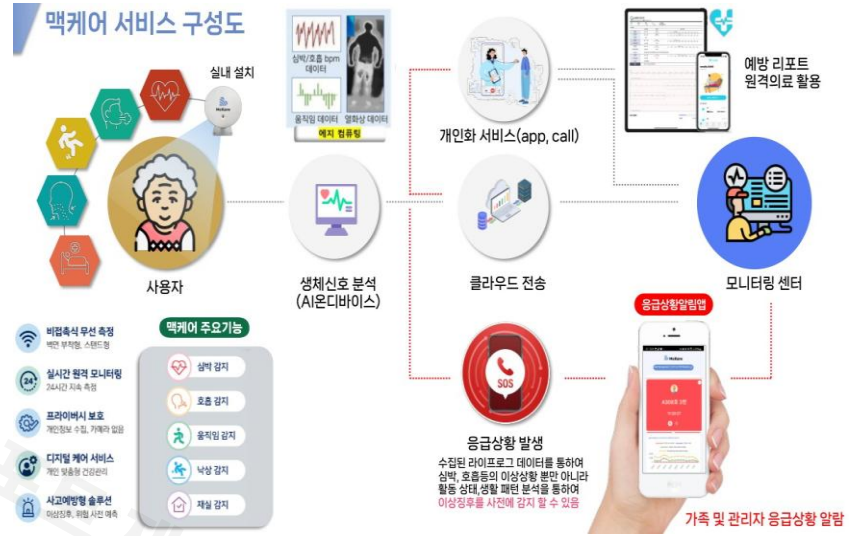 맥케어 서비스 구성도
실내 설치
심박/호흡 bpm
데이터
움직임 데이터 열화상 데이터
에지 컴퓨팅
개인화 서비스(app, call)
예방 리포트
원격의료 활용
사용자
생체신호 분석
(AI온디바이스)
클라우드 전송
모니터링 센터
비접촉식 무선 측정
벽면 부착형, 스탠드형
24
실시간 원격 모니터링
24시간 지속 측정
프라이버시 보호
개인정보 수집, 카메라 없음
디지털 케어 서비스
개인 맞춤형 건강관리
사고예방형 솔루션
이상징후, 위험 사전 예측
맥케어 주요기능
심박 감지
호흡 감지
움직임 감지
낙상 감지
재실 감지
SOS
응급상황 발생
수집된 라이프로그 데이터를 통하여
심박, 호흡등의 이상상황 뿐만 아니라
활동 상태,생활 패턴 분석을 통하여
이상징후를 사전에 감지 할 수 있음
응급상황알림앱
가족 및 관리자 응급상황 알람